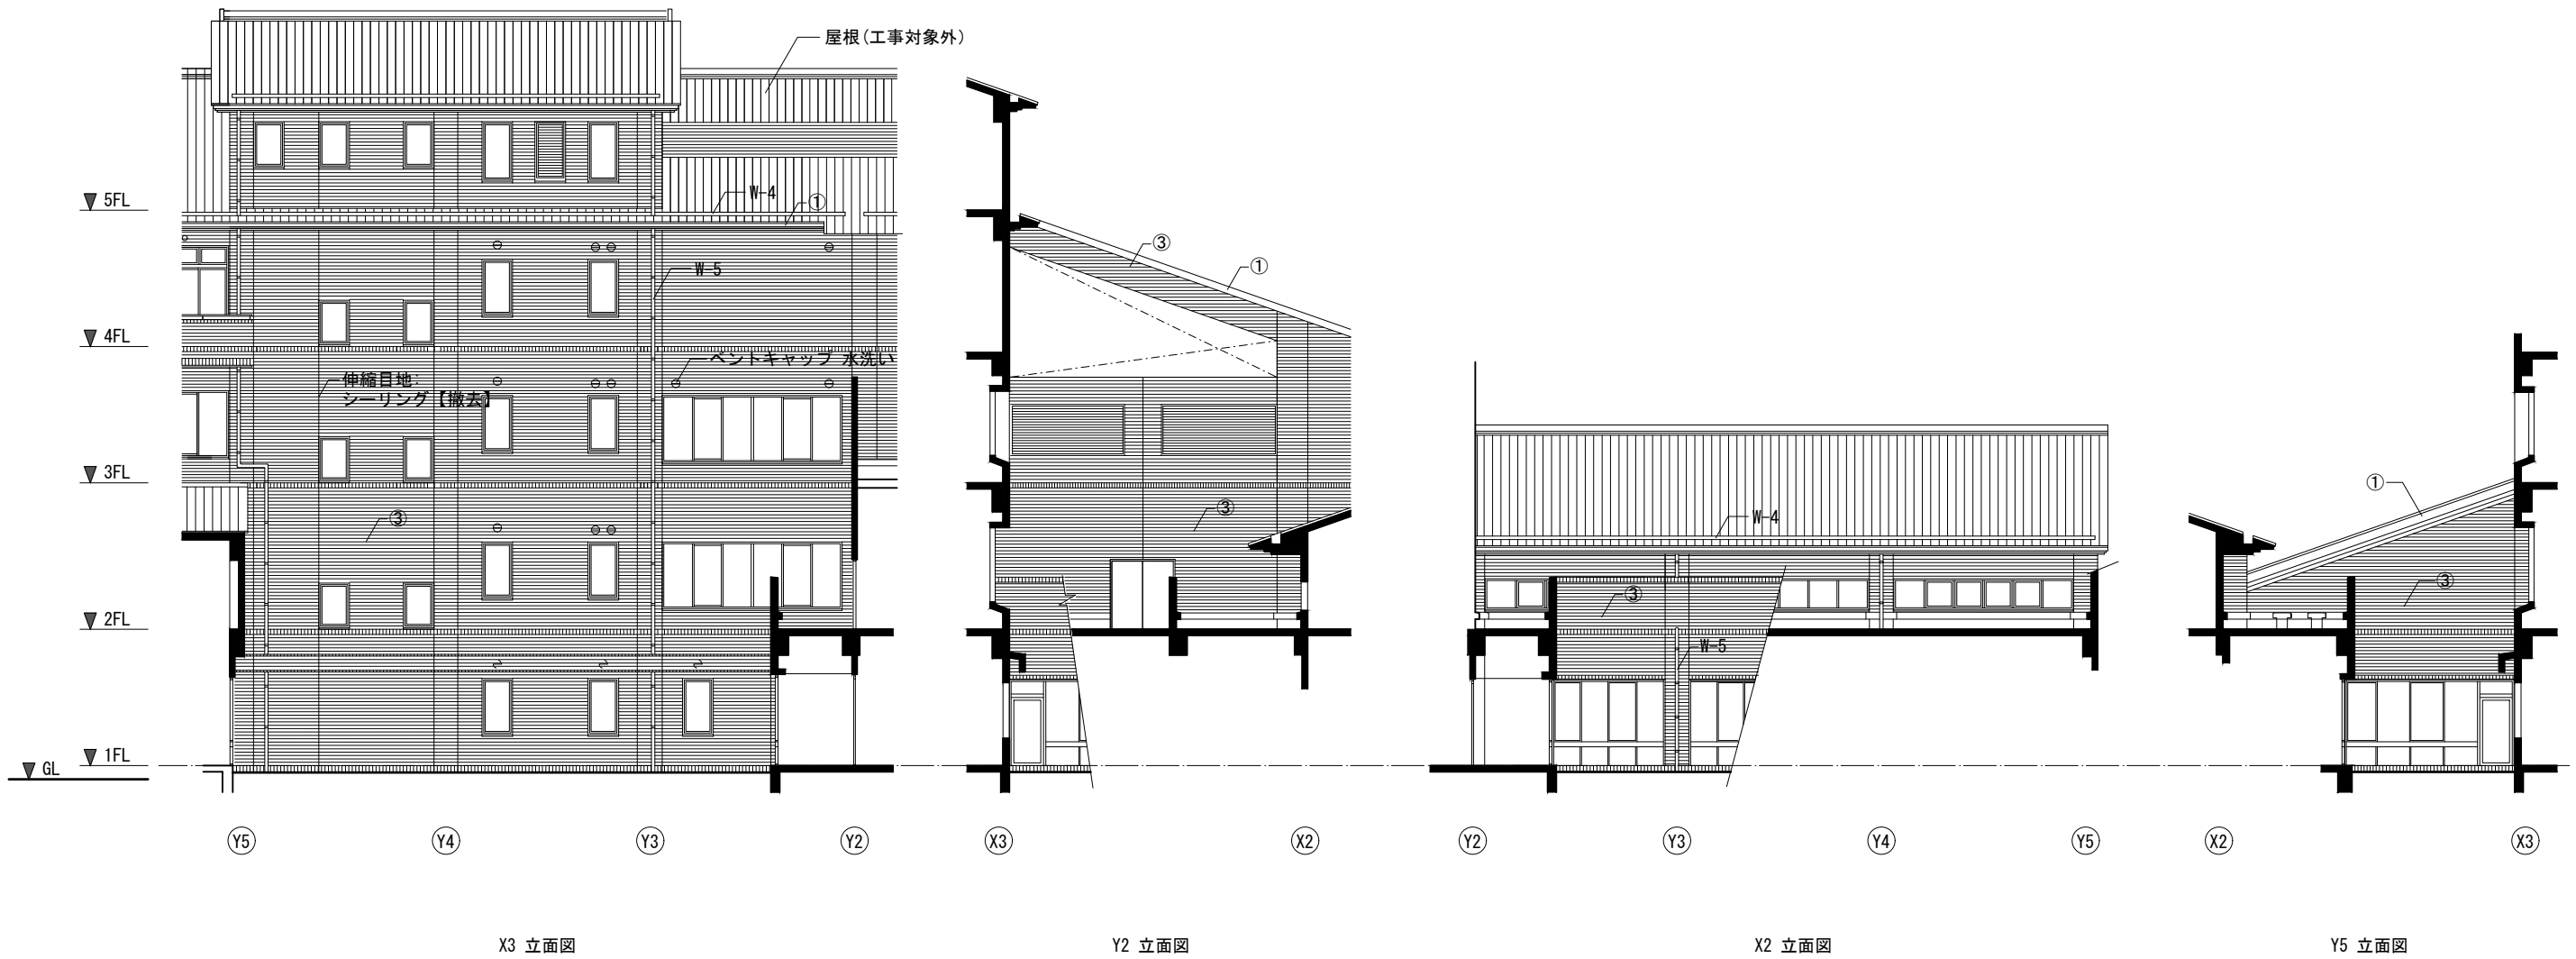 屋根(工事対象外)
W-4
①
W-5
ベントキャップ 水洗い
伸縮目地:
シーリング【撤去】
③
5FL
4FL
3FL
2FL
1FL
GL
Y5
Y4
Y3
Y2
X3 立面図
③
①
③
X3
X2
Y2 立面図
W-4
③
W-5
Y2
Y3
Y4
Y5
X2 立面図
①
③
X2
X3
Y5 立面図